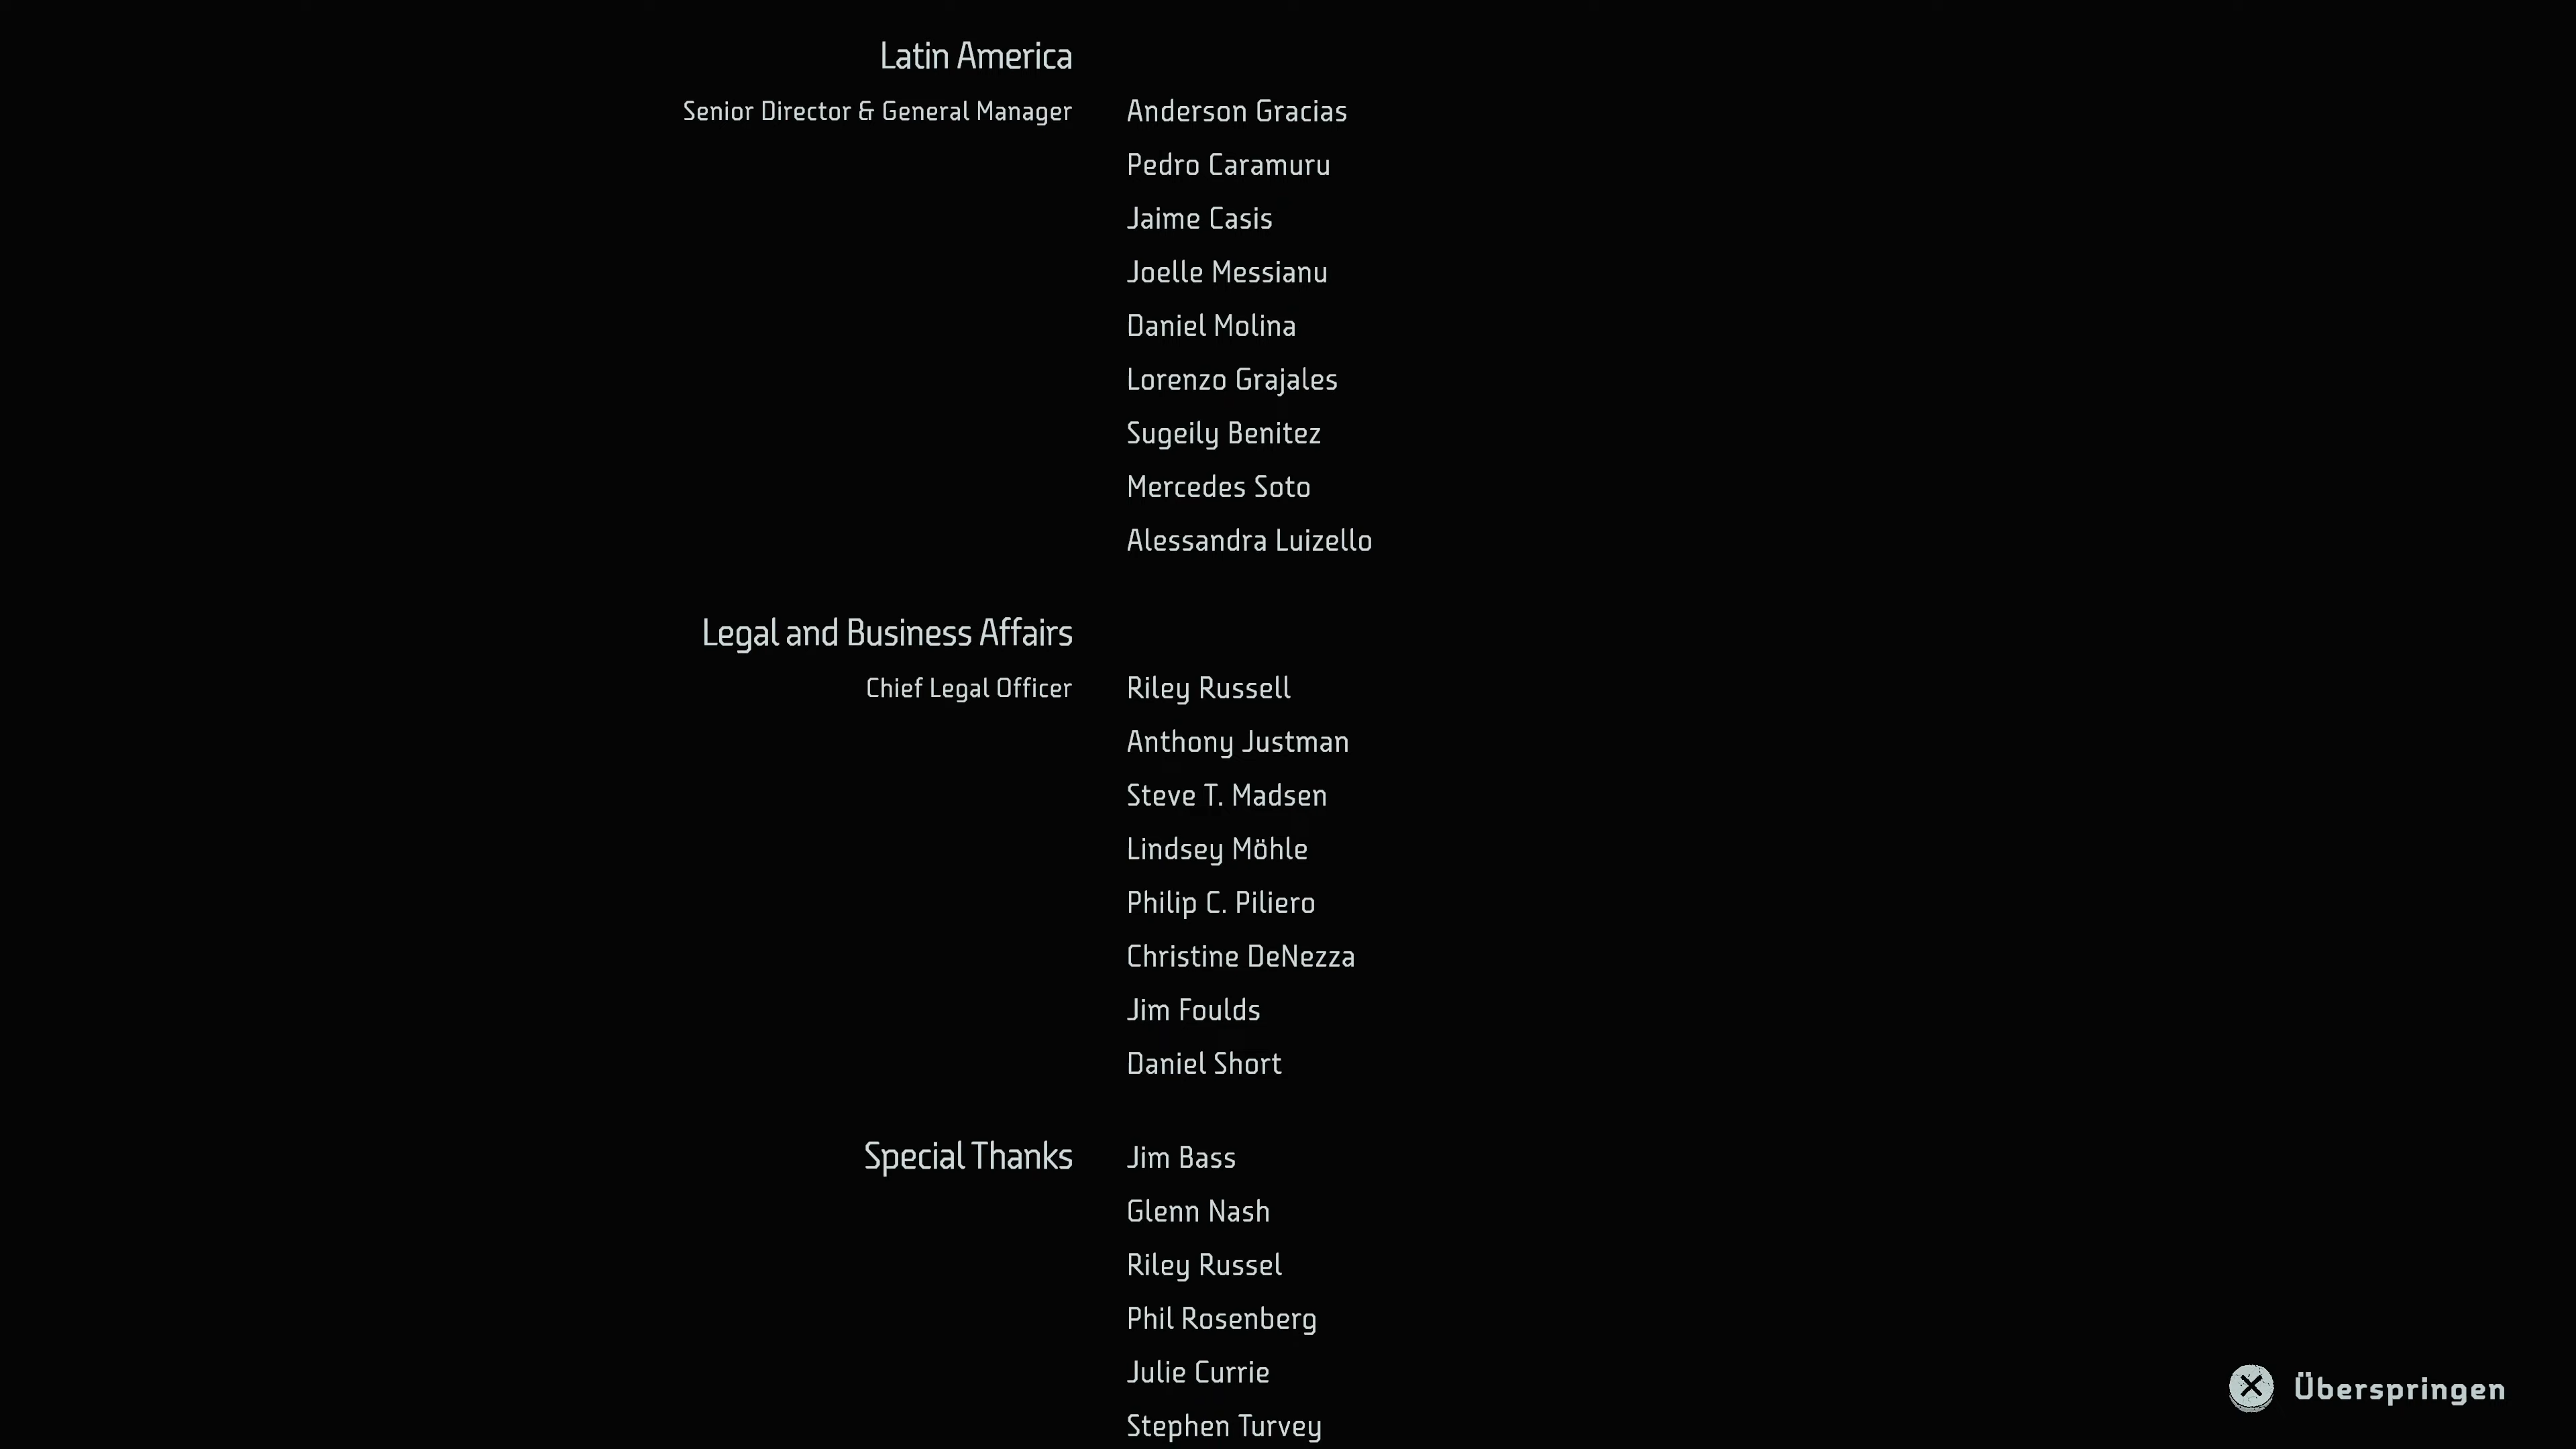 Latin America
Senior Director & General Manager Anderson Gracias
Pedro Caramuru
Jaime Casis
Joelle Messianu
Daniel Molina
Lorenzo Grajales
Sugeily Benitez
Mercedes Soto
Alessandra Luizello
Legal and Business Affairs
Chief Legal Officer Riley Russell
Anthony Justman
Steve T. Madsen
Lindsey Möhle
Philip C. Piliero
Christine DeNezza
Jim Foulds
Daniel Short
Special Thanks Jim Bass
Glenn Nash
Riley Russel
Phil Rosenberg
Julie Currie
Stephen Turvey
Überspringen